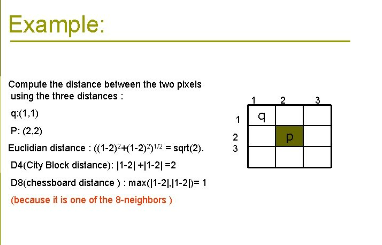 Example:
Compute the distance between the two pixels
using the three distances :
q:(1,1)
P: (2,2)
Euclidian distance : ((1-2)²+(1-2)²)¹/² = sqrt(2).
D4(City Block distance): |1-2| +|1-2| =2
D8(chessboard distance ) : max(|1-2|,|1-2|)= 1
(because it is one of the 8-neighbors )
1 2 3
1 q
2 p
3